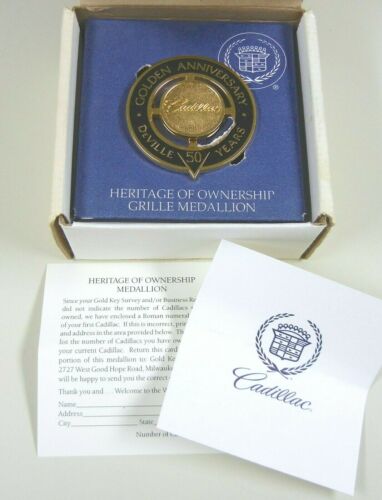 GOLDEN ANNIVERSARY
Cadillac
DeVILLE 50 YEARS
®
HERITAGE OF OWNERSHIP
GRILLE MEDALLION
HERITAGE OF OWNERSHIP
MEDALLION
Since your Gold Key Survey and/or Business Re
did not indicate the number of Cadillacs
owned, we have enclosed a Roman numeral
of your first Cadillac. If this is incorrect, prin
and address in the area provided below. Th
list the number of Cadillacs you have own
your current Cadillac. Return this card
portion of this medallion to: Gold Ke
2727 West Good Hope Road, Milwauk
will be happy to send you the correct
Thank you and . . . Welcome to the W
Name
Address
City State
Number of Ca
Cadillac